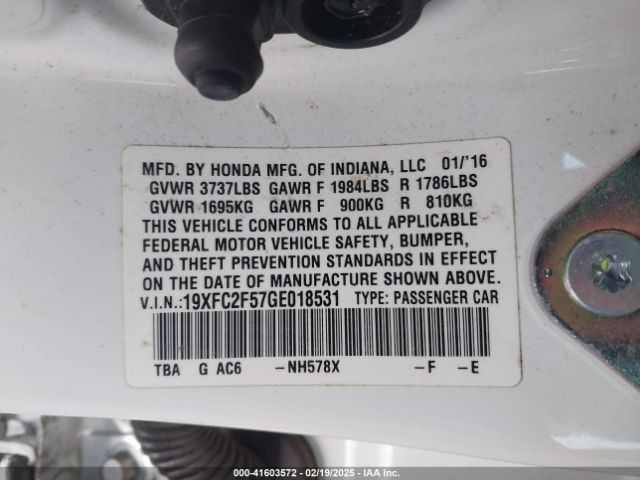 MFD. BY HONDA MFG. OF INDIANA, LLC 01/'16
GVWR 3737LBS GAWR F 1984LBS R 1786LBS
GVWR 1695KG GAWR F 900KG R 810KG
THIS VEHICLE CONFORMS TO ALL APPLICABLE
FEDERAL MOTOR VEHICLE SAFETY, BUMPER,
AND THEFT PREVENTION STANDARDS IN EFFECT
ON THE DATE OF MANUFACTURE SHOWN ABOVE.
V.I.N.:19XFC2F57GE018531 TYPE: PASSENGER CAR
TBA G AC6 -NH578X -F -E
000-41603572 - 02/19/2025 - IAA Inc.